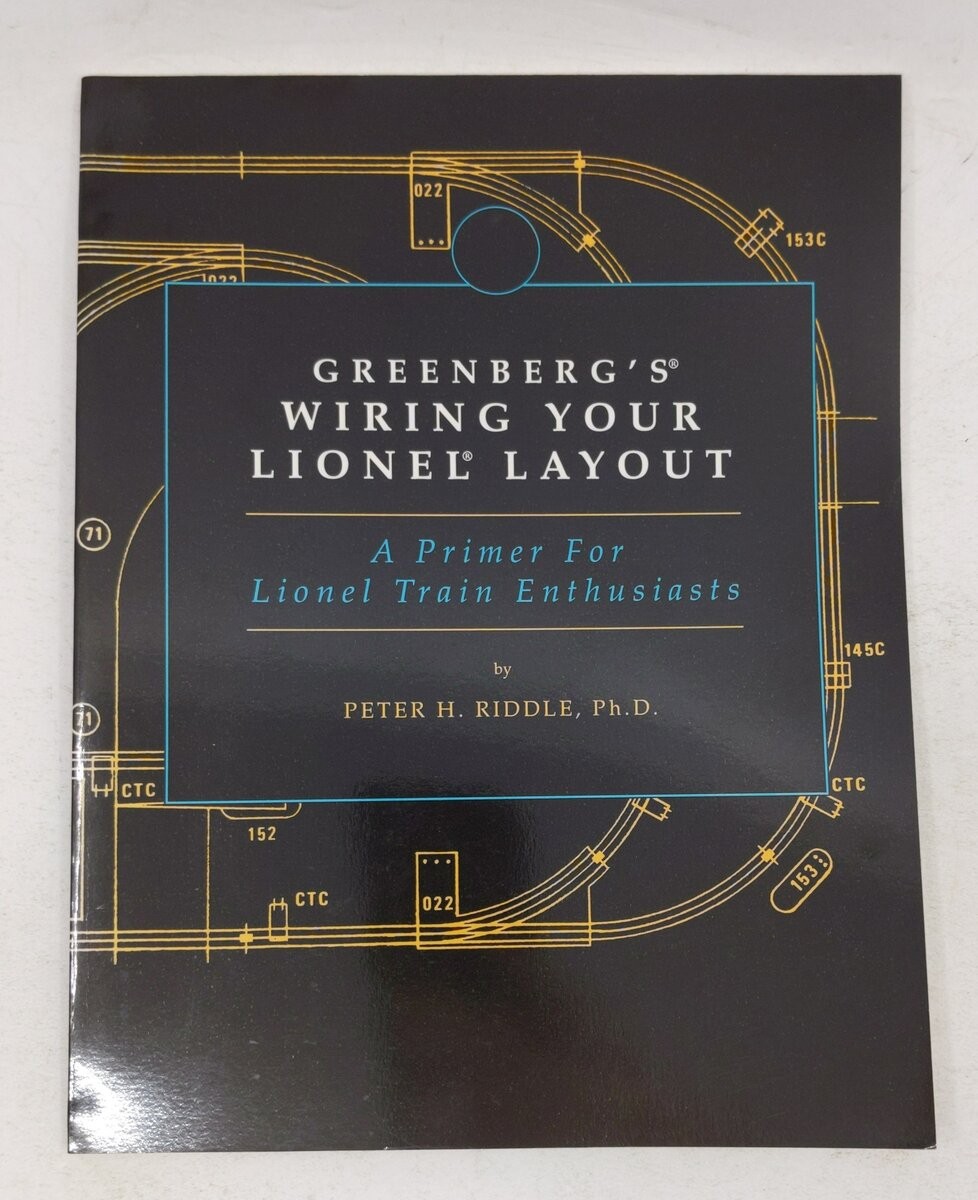 022
153C
022
GREENBERG'S®
WIRING YOUR
LIONEL® LAYOUT
71
A Primer For
Lionel Train Enthusiasts
145C
by
PETER H. RIDDLE, Ph.D.
71
CTC
CTC
152
153
CTC
022